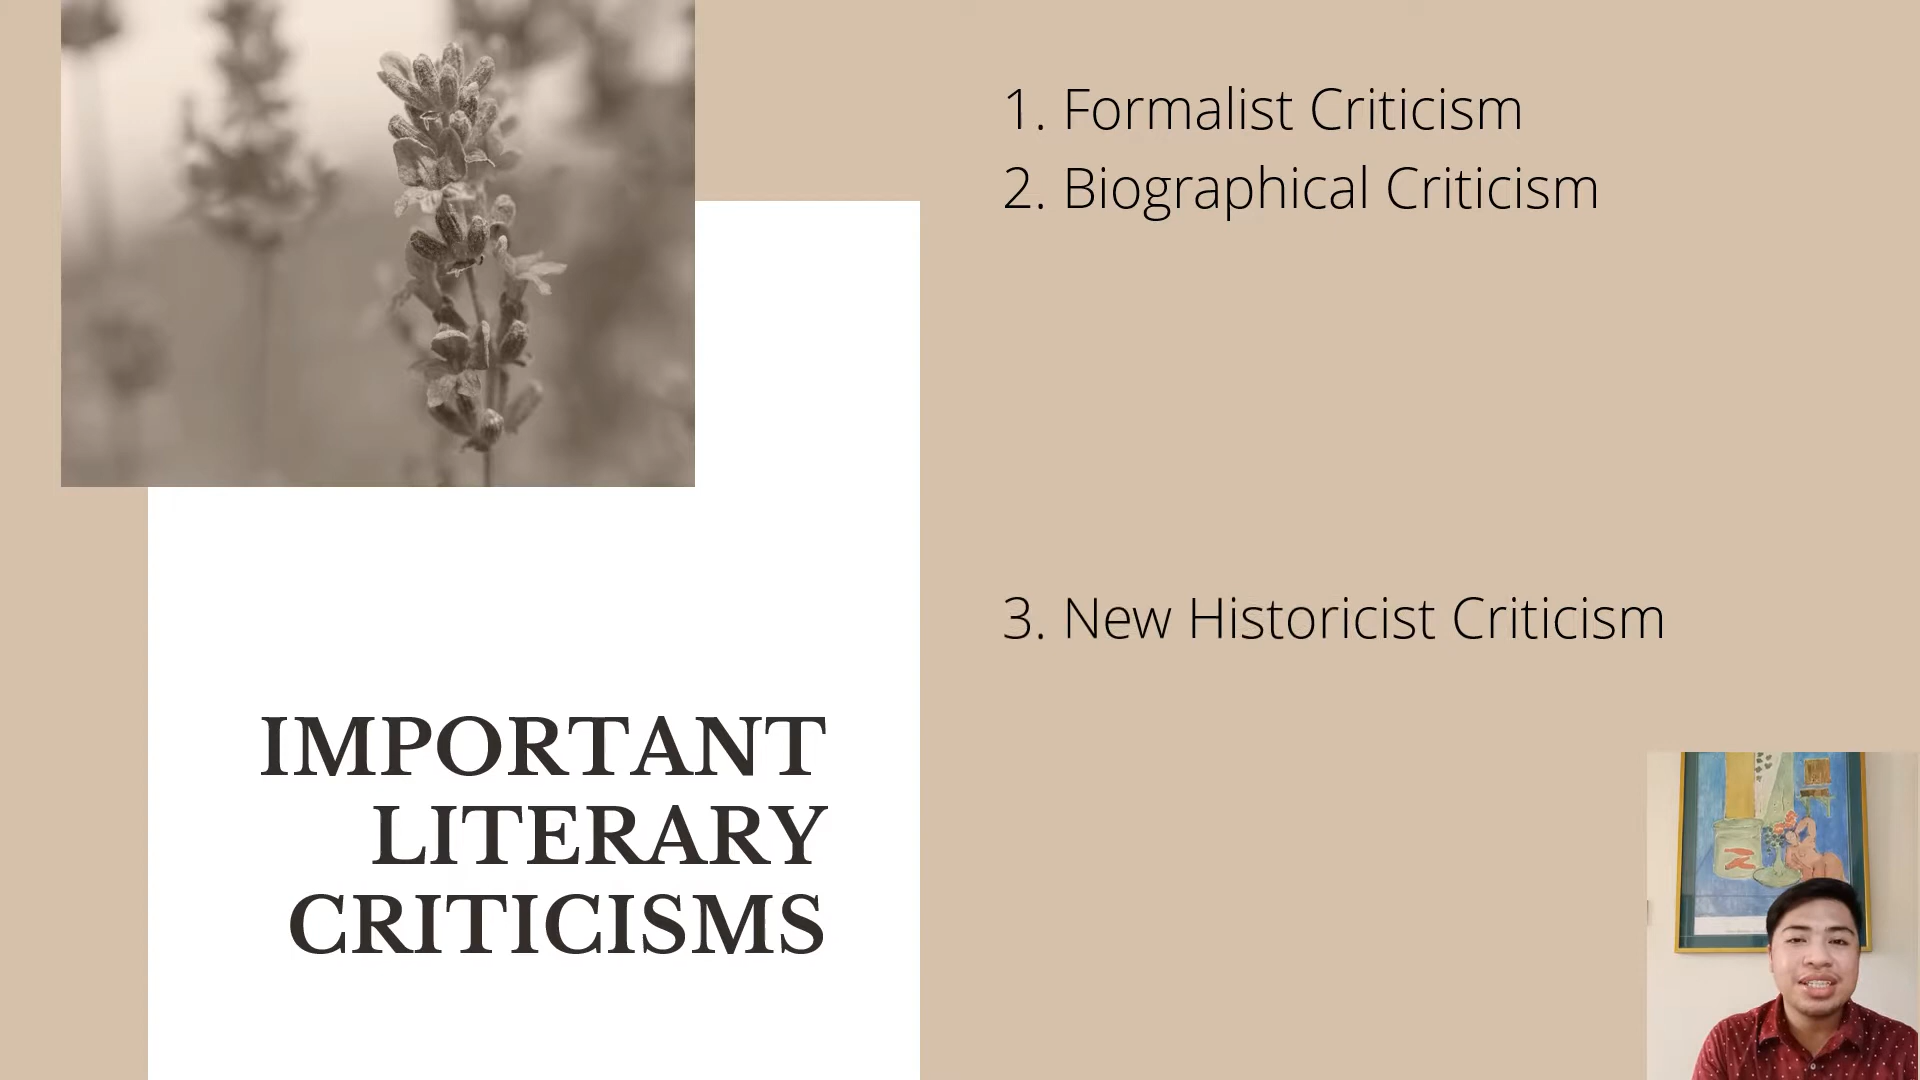 1. Formalist Criticism
2. Biographical Criticism
3. New Historicist Criticism
IMPORTANT
LITERARY
CRITICISMS